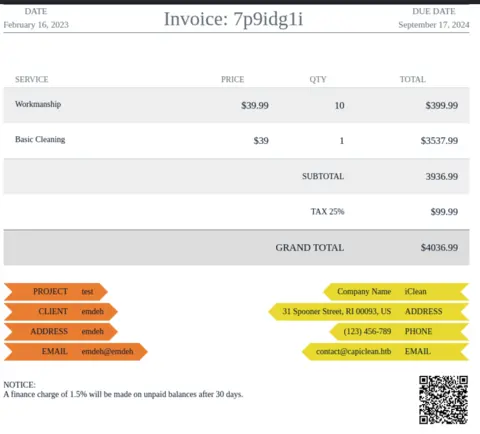 DATE
February 16, 2023
Invoice: 7p9idg1i
DUE DATE
September 17, 2024
SERVICE PRICE QTY TOTAL
Workmanship $39.99 10 $399.99
Basic Cleaning $39 1 $3537.99
SUBTOTAL 3936.99
TAX 25% $99.99
GRAND TOTAL $4036.99
PROJECT test
CLIENT emdeh
ADDRESS emdeh
EMAIL emdeh@emdeh
Company Name iClean
31 Spooner Street, RI 00093, US ADDRESS
(123) 456-789 PHONE
contact@capiclean.htb EMAIL
NOTICE:
A finance charge of 1.5% will be made on unpaid balances after 30 days.